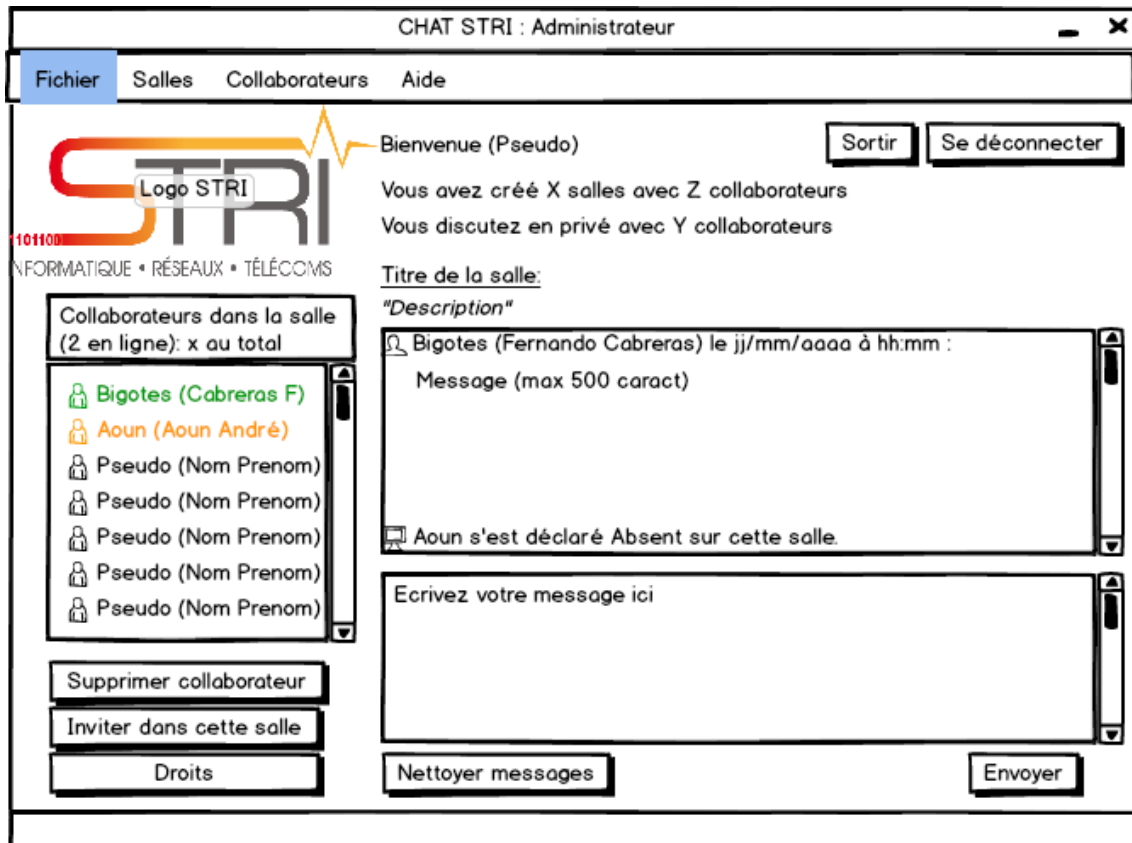 CHAT STRI : Administrateur
Fichier Salles Collaborateurs Aide
Bienvenue (Pseudo)
Sortir
Se déconnecter
STRI
Logo STRI
1101100
NFORMATIQUE • RÉSEAUX • TÉLÉCOMS
Vous avez créé X salles avec Z collaborateurs
Vous discutez en privé avec Y collaborateurs
Titre de la salle:
"Description"
Collaborateurs dans la salle
(2 en ligne): x au total
Bigotes (Cabreras F)
Aoun (Aoun André)
Pseudo (Nom Prenom)
Pseudo (Nom Prenom)
Pseudo (Nom Prenom)
Pseudo (Nom Prenom)
Pseudo (Nom Prenom)
Supprimer collaborateur
Inviter dans cette salle
Droits
Bigotes (Fernando Cabreras) le jj/mm/aaaa à hh:mm :
Message (max 500 caract)
Aoun s'est déclaré Absent sur cette salle.
Ecrivez votre message ici
Nettoyer messages
Envoyer